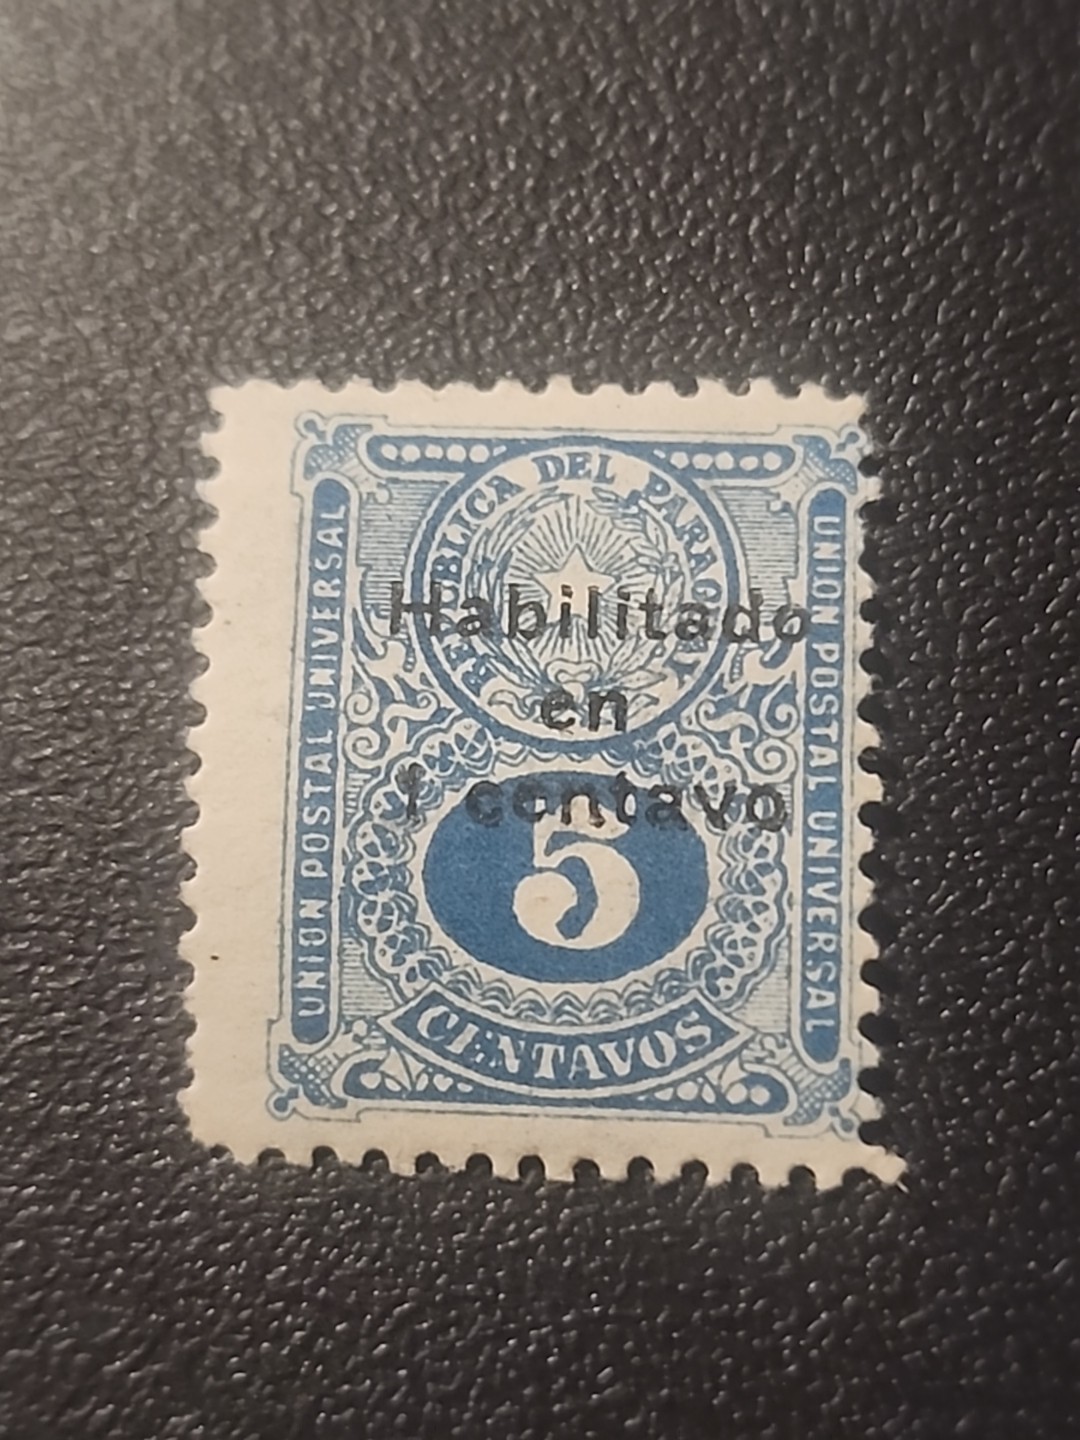 REPUBLICA DEL PARAGUAY
UNION POSTAL UNIVERSAL
UNION POSTAL UNIVERSAL
Habilitado
en
1 centavo
5
CENTAVOS